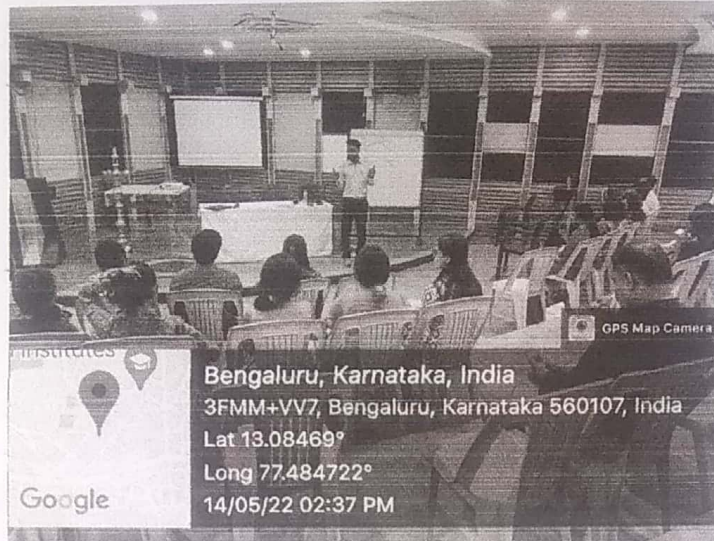 GPS Map Camera
institutes
Bengaluru, Karnataka, India
3FMM+VV7, Bengaluru, Karnataka 560107, India
Lat 13.08469°
Long 77.484722°
14/05/22 02:37 PM
Google